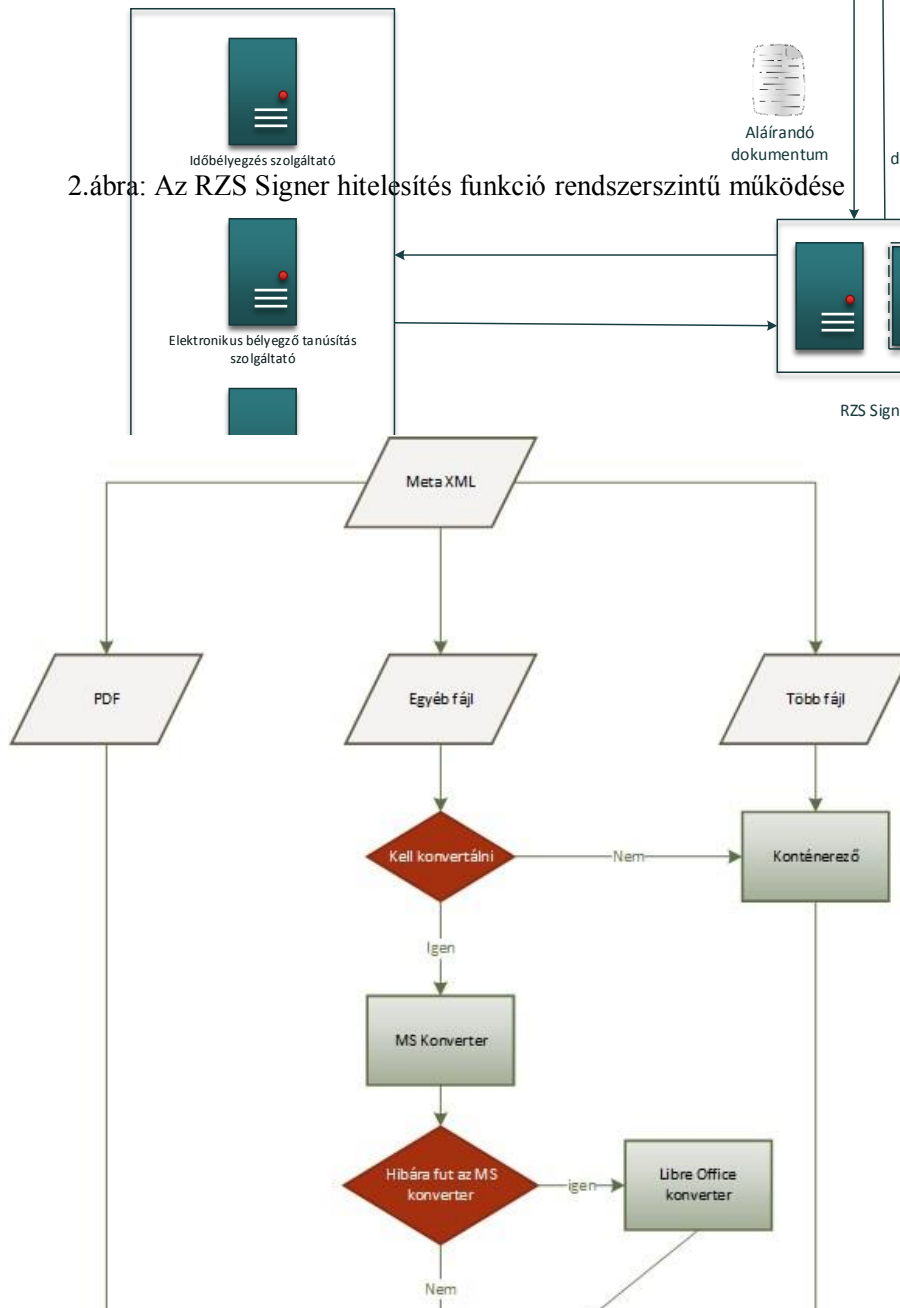 Időbélyegzés szolgáltató
Aláírandó
dokumentum
d
2.ábra: Az RZS Signer hitelesítés funkció rendszerszintű működése
Elektronikus bélyegző tanúsítás
szolgáltató
RZS Sign
Meta XML
PDF
Egyéb fájl
Több fájl
Kell konvertálni
Nem
Konténerező
Igen
MS Konverter
Hibára fut az MS
konverter
igen
Libre Office
konverter
Nem